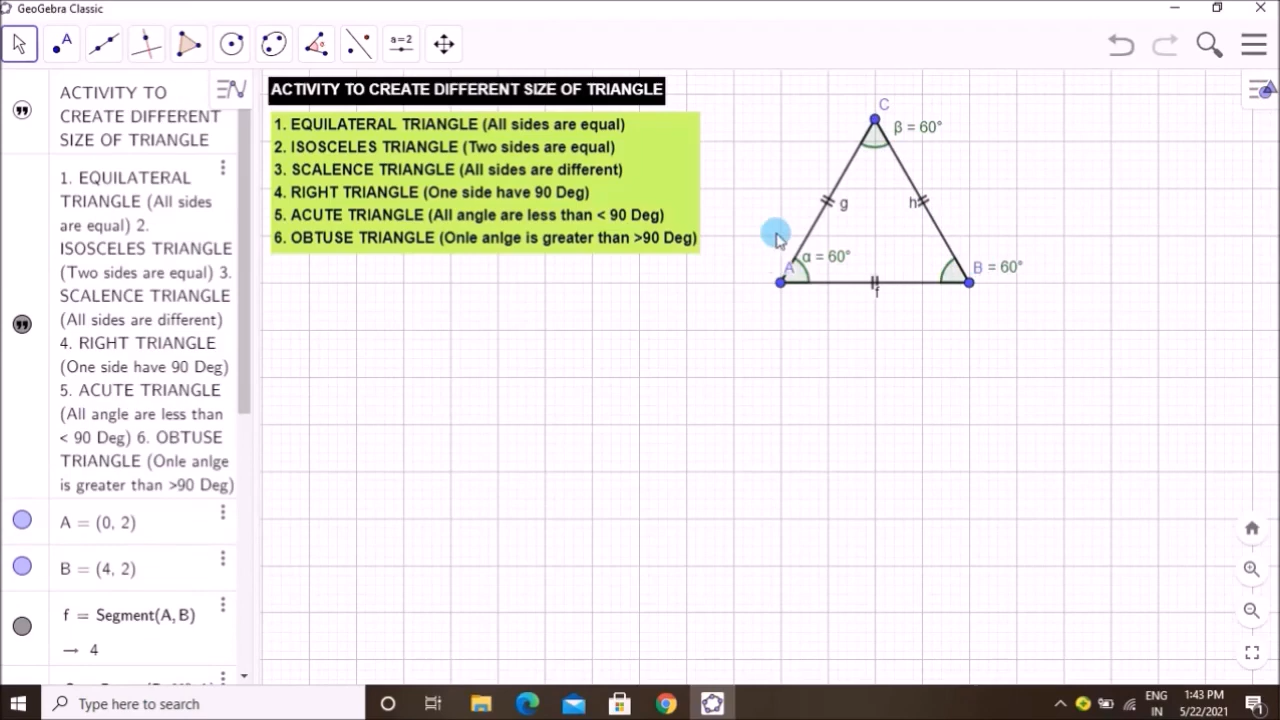 GeoGebra Classic
A
a=2
ACTIVITY TO
CREATE DIFFERENT
SIZE OF TRIANGLE
1. EQUILATERAL
TRIANGLE (All sides
are equal) 2.
ISOSCELES TRIANGLE
(Two sides are equal) 3.
SCALENCE TRIANGLE
(All sides are different)
4. RIGHT TRIANGLE
(One side have 90 Deg)
5. ACUTE TRIANGLE
(All angle are less than
< 90 Deg) 6. OBTUSE
TRIANGLE (Onle anlge
is greater than >90 Deg)
A = (0, 2)
B = (4, 2)
f = Segment(A, B)
→ 4
ACTIVITY TO CREATE DIFFERENT SIZE OF TRIANGLE
1. EQUILATERAL TRIANGLE (All sides are equal)
2. ISOSCELES TRIANGLE (Two sides are equal)
3. SCALENCE TRIANGLE (All sides are different)
4. RIGHT TRIANGLE (One side have 90 Deg)
5. ACUTE TRIANGLE (All angle are less than < 90 Deg)
6. OBTUSE TRIANGLE (Onle anlge is greater than >90 Deg)
C
β = 60°
g
h
A
α = 60°
B = 60°
f
Type here to search
ENG
IN
1:43 PM
5/22/2021
1